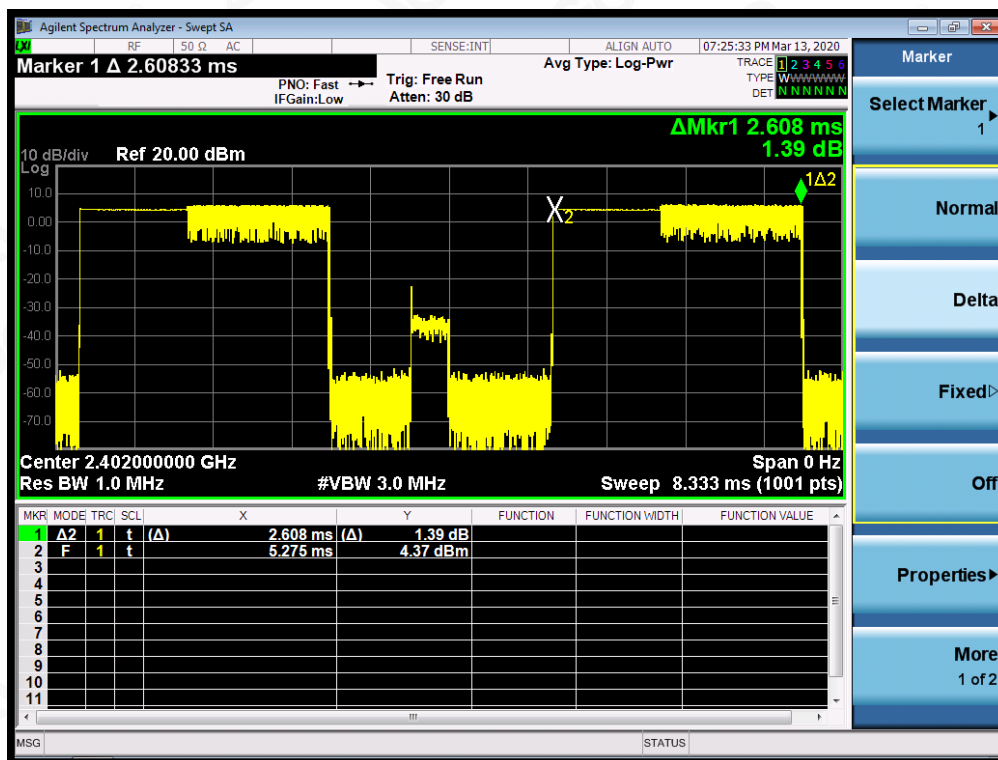 Agilent Spectrum Analyzer - Swept SA
LXI RF 50 Ω AC SENSE:INT ALIGN AUTO 07:25:33 PM Mar 13, 2020
Marker 1 Δ 2.60833 ms
PNO: Fast
IFGain:Low
Trig: Free Run
Atten: 30 dB
Avg Type: Log-Pwr
TRACE 1 2 3 4 5 6
TYPE WWWWWWW
DET N N N N N N
ΔMkr1 2.608 ms
1.39 dB
10 dB/div Ref 20.00 dBm
Log
10.0
0.00
-10.0
-20.0
-30.0
-40.0
-50.0
-60.0
-70.0
1Δ2
X2
Center 2.402000000 GHz Span 0 Hz
Res BW 1.0 MHz #VBW 3.0 MHz Sweep 8.333 ms (1001 pts)
MKR MODE TRC SCL X Y FUNCTION FUNCTION WIDTH FUNCTION VALUE
1 Δ2 1 t (Δ) 2.608 ms (Δ) 1.39 dB
2 F 1 t 5.275 ms 4.37 dBm
3
4
5
6
7
8
9
10
11
MSG STATUS
Marker
Select Marker
1
Normal
Delta
Fixed
Off
Properties
More
1 of 2